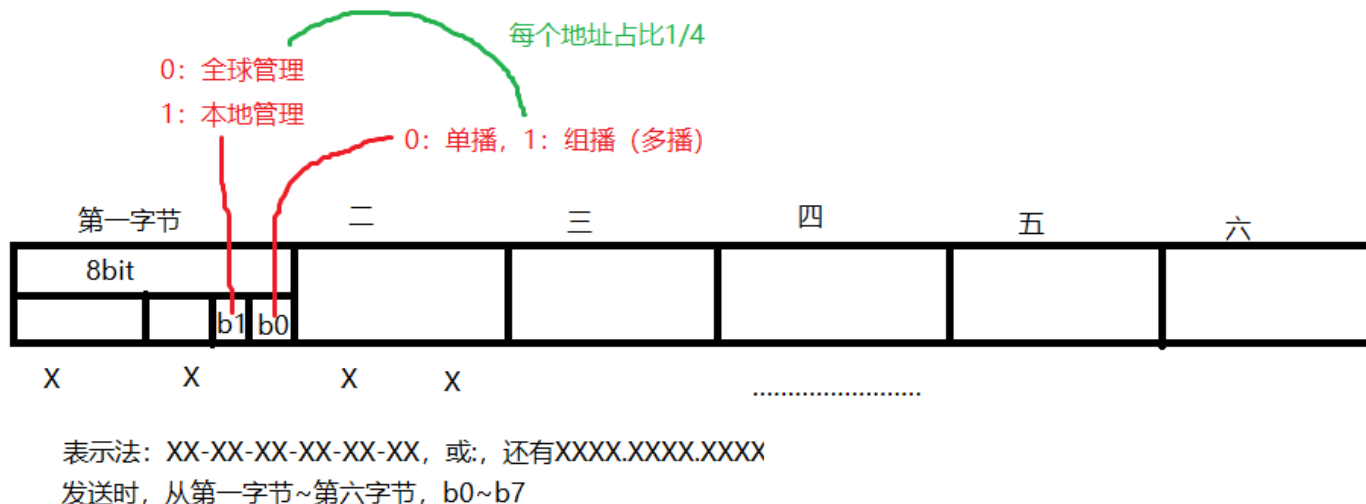 每个地址占比1/4
0：全球管理
1：本地管理
0：单播，1：组播（多播）
第一字节 二 三 四 五 六
8bit
b1 b0
X X X X ........................
表示法：XX-XX-XX-XX-XX-XX，或:，还有XXXX.XXXX.XXXX
发送时，从第一字节~第六字节，b0~b7